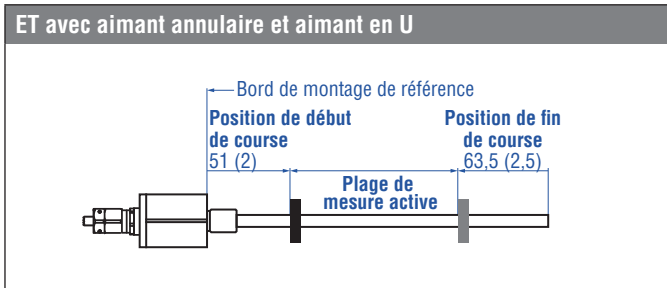 ET avec aimant annulaire et aimant en U
Bord de montage de référence
Position de début
de course
51 (2)
Position de fin
de course
63,5 (2,5)
Plage de
mesure active